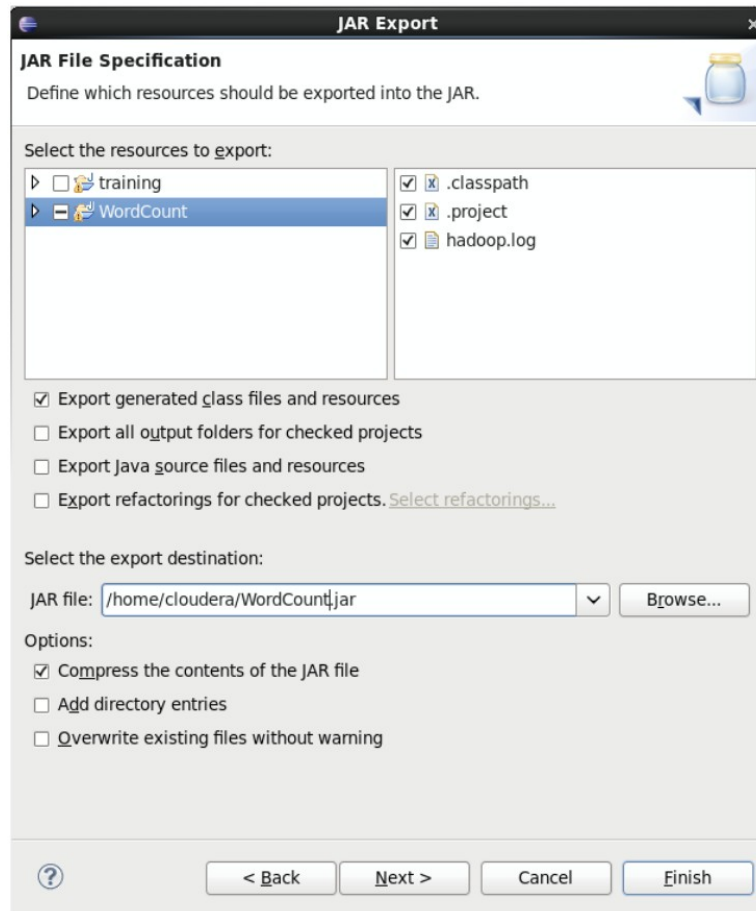 JAR Export
JAR File Specification
Define which resources should be exported into the JAR.
Select the resources to export:
training
WordCount
.classpath
.project
hadoop.log
Export generated class files and resources
Export all output folders for checked projects
Export Java source files and resources
Export refactorings for checked projects. Select refactorings...
Select the export destination:
JAR file: /home/cloudera/WordCount.jar Browse...
Options:
Compress the contents of the JAR file
Add directory entries
Overwrite existing files without warning
? < Back Next > Cancel Finish